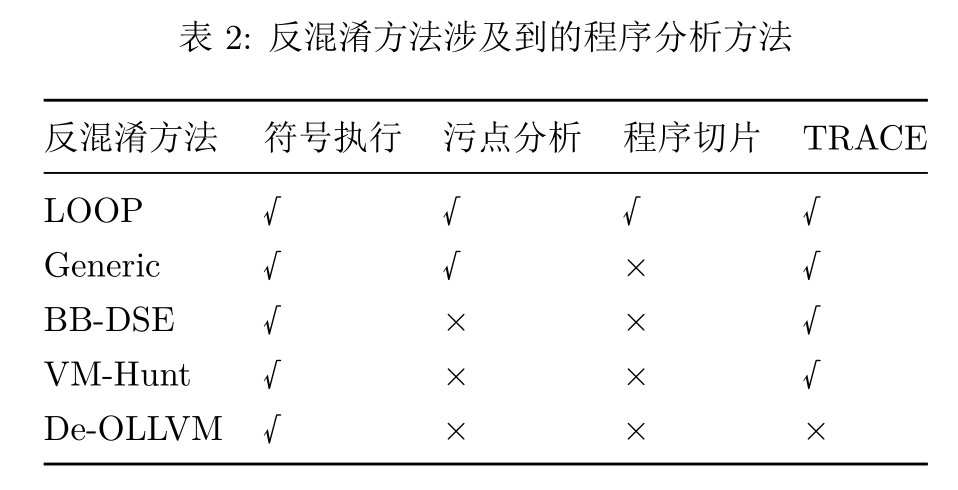 表 2: 反混淆方法涉及到的程序分析方法
反混淆方法 符号执行 污点分析 程序切片 TRACE
LOOP √ √ √ √
Generic √ √ × √
BB-DSE √ × × √
VM-Hunt √ × × √
De-OLLVM √ × × ×